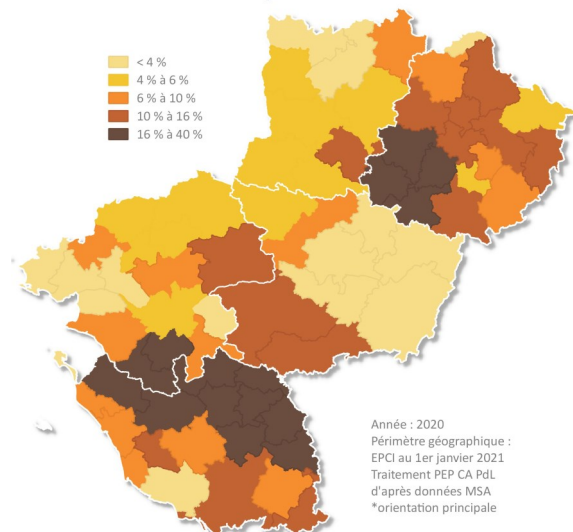 < 4 %
4 % à 6 %
6 % à 10 %
10 % à 16 %
16 % à 40 %
Année : 2020
Périmètre géographique :
EPCI au 1er janvier 2021
Traitement PEP CA PdL
d'après données MSA
*orientation principale